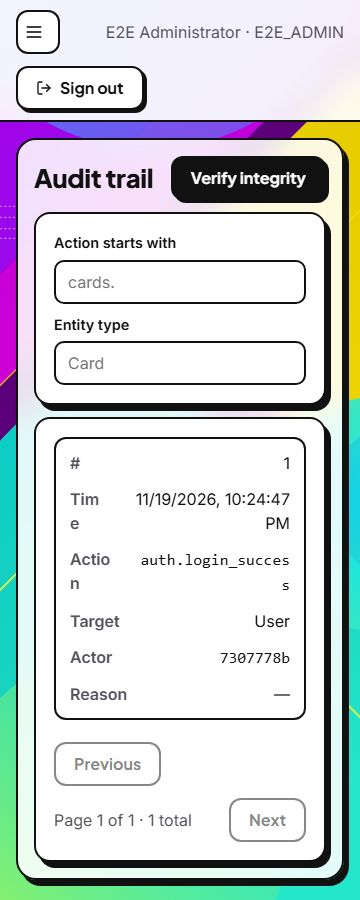 E2E Administrator · E2E_ADMIN
Sign out
Audit trail
Verify integrity
Action starts with
cards.
Entity type
Card
# 1
Tim 11/19/2026, 10:24:47
e PM
Actio auth.login_succes
n s
Target User
Actor 7307778b
Reason —
Previous
Page 1 of 1 · 1 total Next